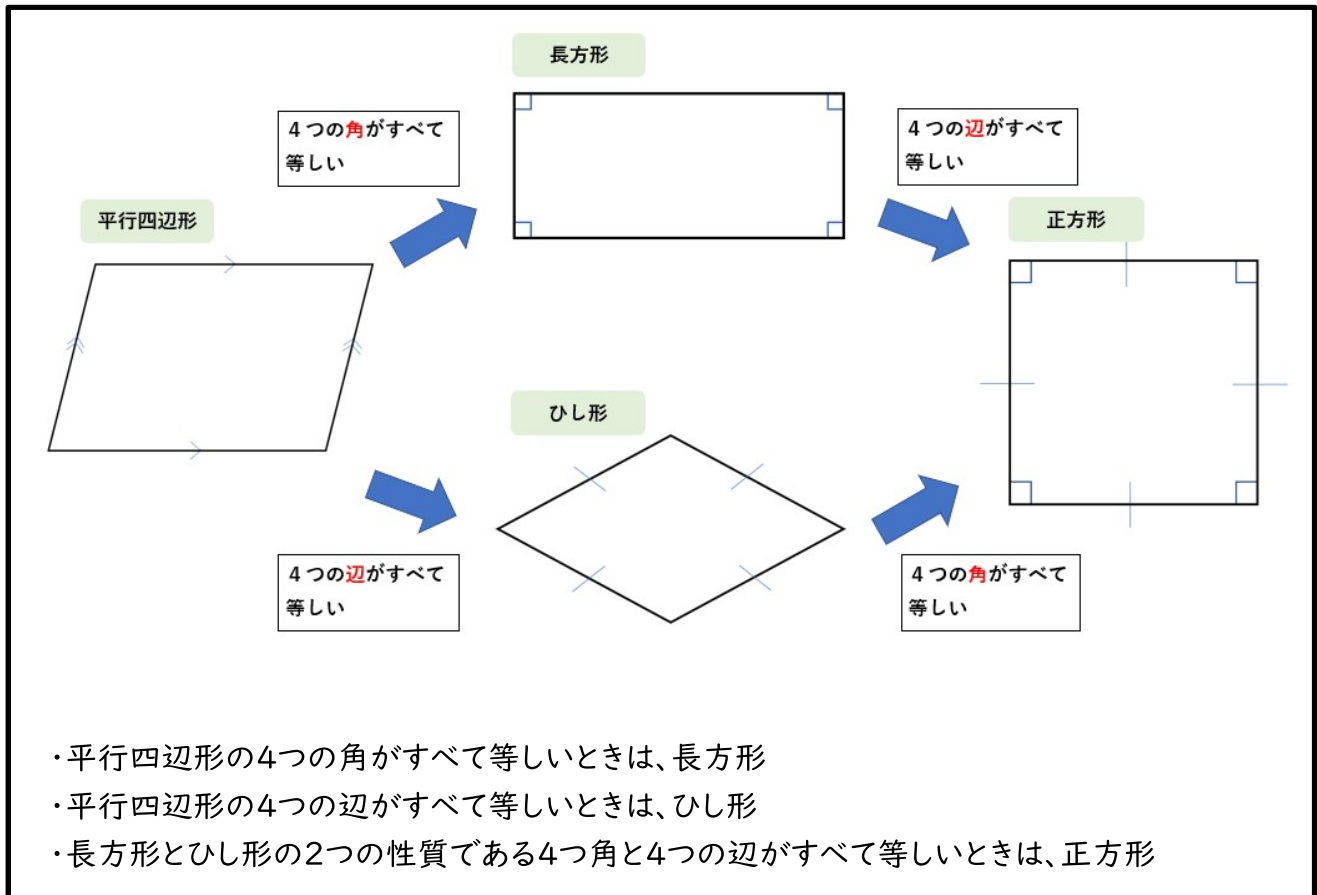 長方形
4つの角がすべて
等しい
4つの辺がすべて
等しい
平行四辺形
正方形
ひし形
4つの辺がすべて
等しい
4つの角がすべて
等しい
・平行四辺形の4つの角がすべて等しいときは、長方形
・平行四辺形の4つの辺がすべて等しいときは、ひし形
・長方形とひし形の2つの性質である4つ角と4つの辺がすべて等しいときは、正方形